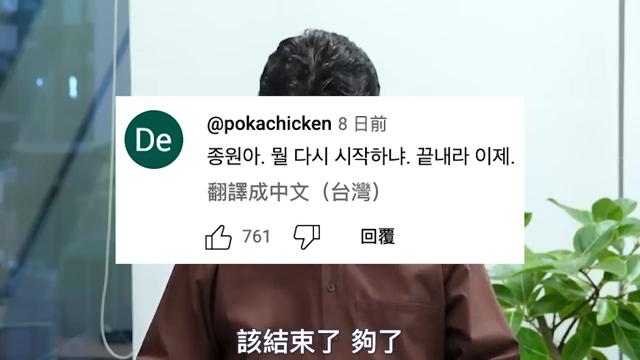 De
@pokachicken 8 日前
종원아. 뭘 다시 시작하냐. 끝내라 이제.
翻譯成中文（台灣）
761 回覆
該結束了 夠了